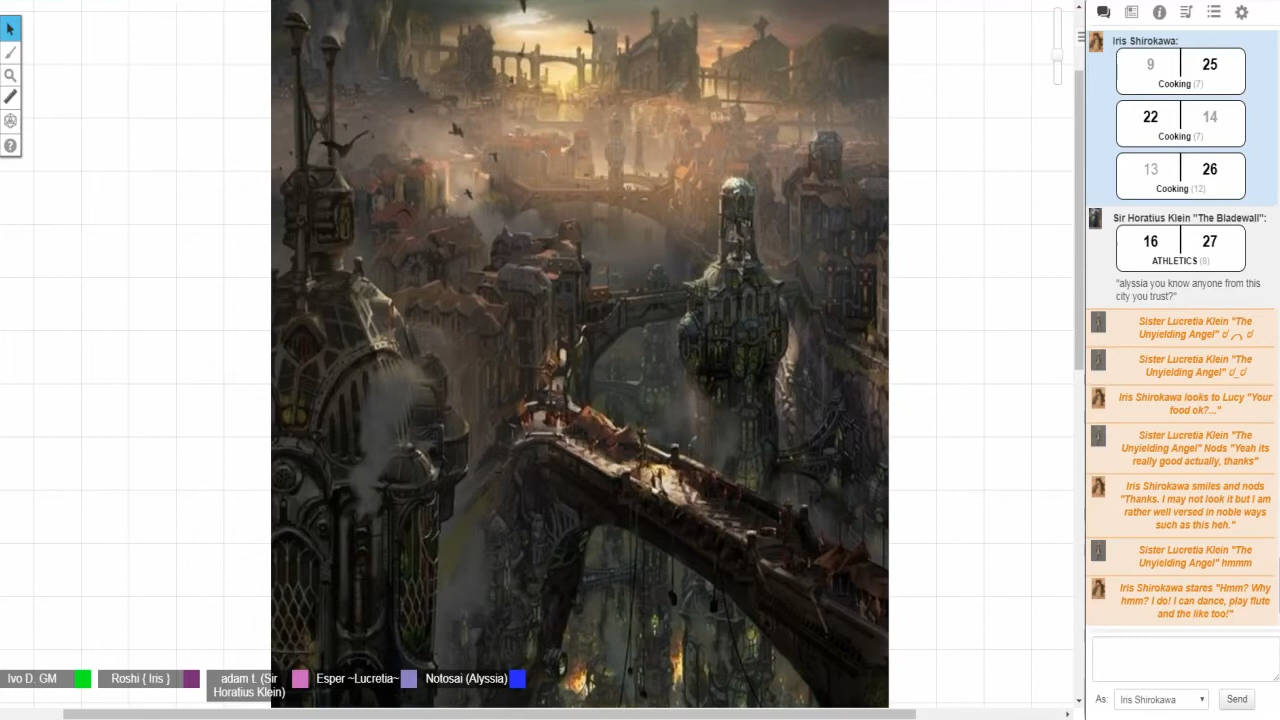 Iris Shirokawa:
9 25
Cooking (7)
22 14
Cooking (7)
13 26
Cooking (12)
Sir Horatius Klein "The Bladewall":
16 27
ATHLETICS (8)
"alyssia you know anyone from this
city you trust?"
Sister Lucretia Klein "The
Unyielding Angel"
Sister Lucretia Klein "The
Unyielding Angel"
Iris Shirokawa looks to Lucy "Your
food ok?..."
Sister Lucretia Klein "The
Unyielding Angel" Nods "Yeah its
really good actually, thanks"
Iris Shirokawa smiles and nods
"Thanks. I may not look it but I am
rather well versed in noble ways
such as this heh."
Sister Lucretia Klein "The
Unyielding Angel" hmmm
Iris Shirokawa stares "Hmm? Why
hmm? I do! I can dance, play flute
and the like too!"
As: Iris Shirokawa Send
Ivo D. GM
Roshi { Iris }
adam t. (Sir
Horatius Klein)
Esper ~Lucretia~
Notosai (Alyssia)